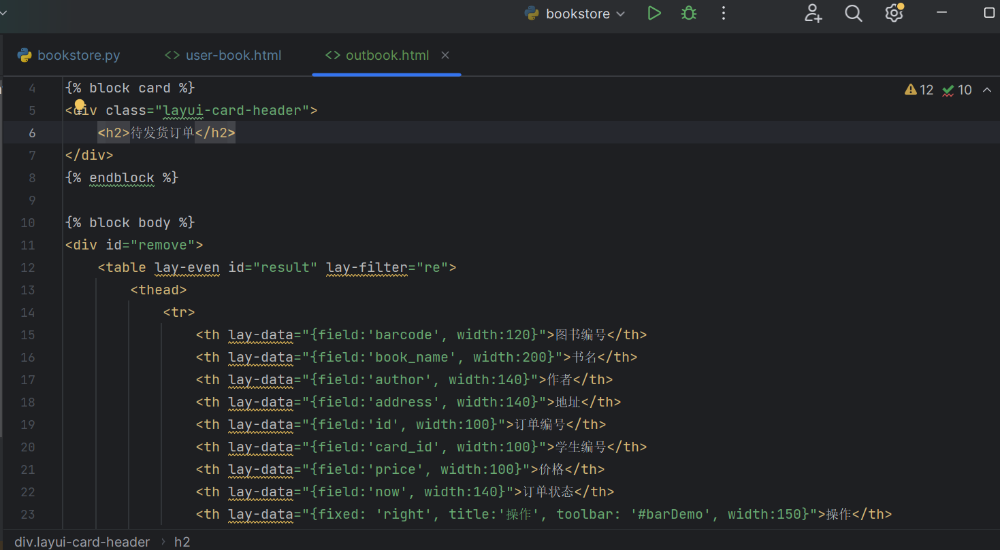 bookstore
bookstore.py user-book.html outbook.html
12 10
4 {% block card %}
5 <div class="layui-card-header">
6 <h2>待发货订单</h2>
7 </div>
8 {% endblock %}
9
10 {% block body %}
11 <div id="remove">
12 <table lay-even id="result" lay-filter="re">
13 <thead>
14 <tr>
15 <th lay-data="{field:'barcode', width:120}">图书编号</th>
16 <th lay-data="{field:'book_name', width:200}">书名</th>
17 <th lay-data="{field:'author', width:140}">作者</th>
18 <th lay-data="{field:'address', width:140}">地址</th>
19 <th lay-data="{field:'id', width:100}">订单编号</th>
20 <th lay-data="{field:'card_id', width:100}">学生编号</th>
21 <th lay-data="{field:'price', width:100}">价格</th>
22 <th lay-data="{field:'now', width:140}">订单状态</th>
23 <th lay-data="{fixed: 'right', title:'操作', toolbar: '#barDemo', width:150}">操作</th>
div.layui-card-header › h2